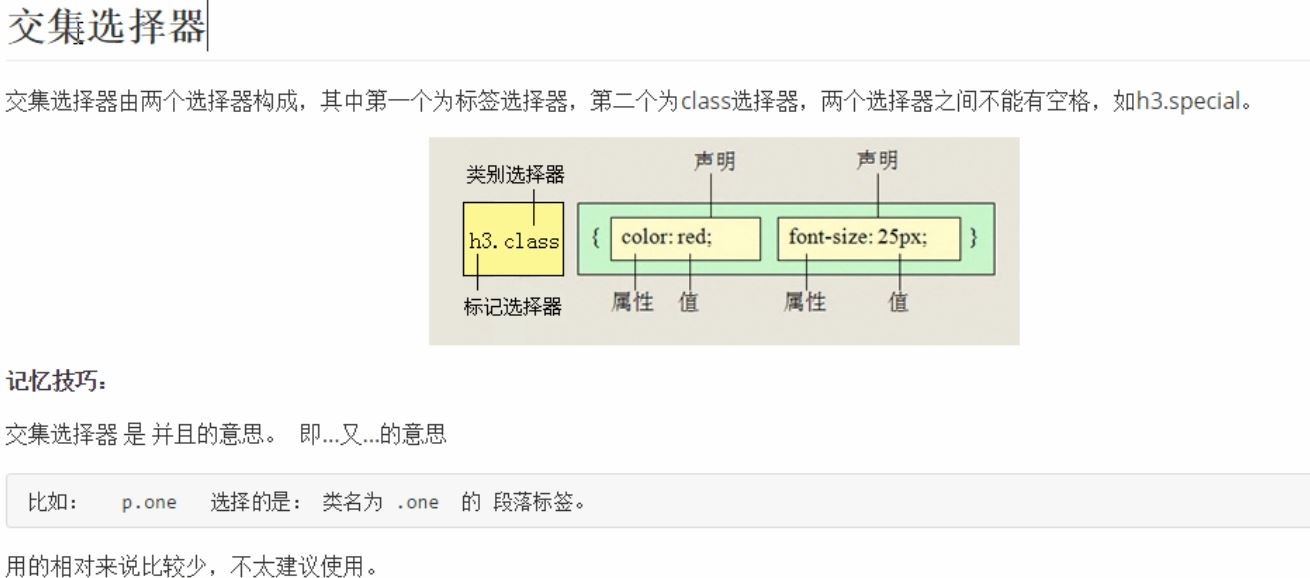 交集选择器
交集选择器由两个选择器构成，其中第一个为标签选择器，第二个为class选择器，两个选择器之间不能有空格，如h3.special。
声明 声明
类别选择器
h3.class { color: red; font-size: 25px; }
标记选择器 属性 值 属性 值
记忆技巧：
交集选择器 是 并且的意思。 即...又...的意思
比如： p.one 选择的是： 类名为 .one 的 段落标签。
用的相对来说比较少，不太建议使用。